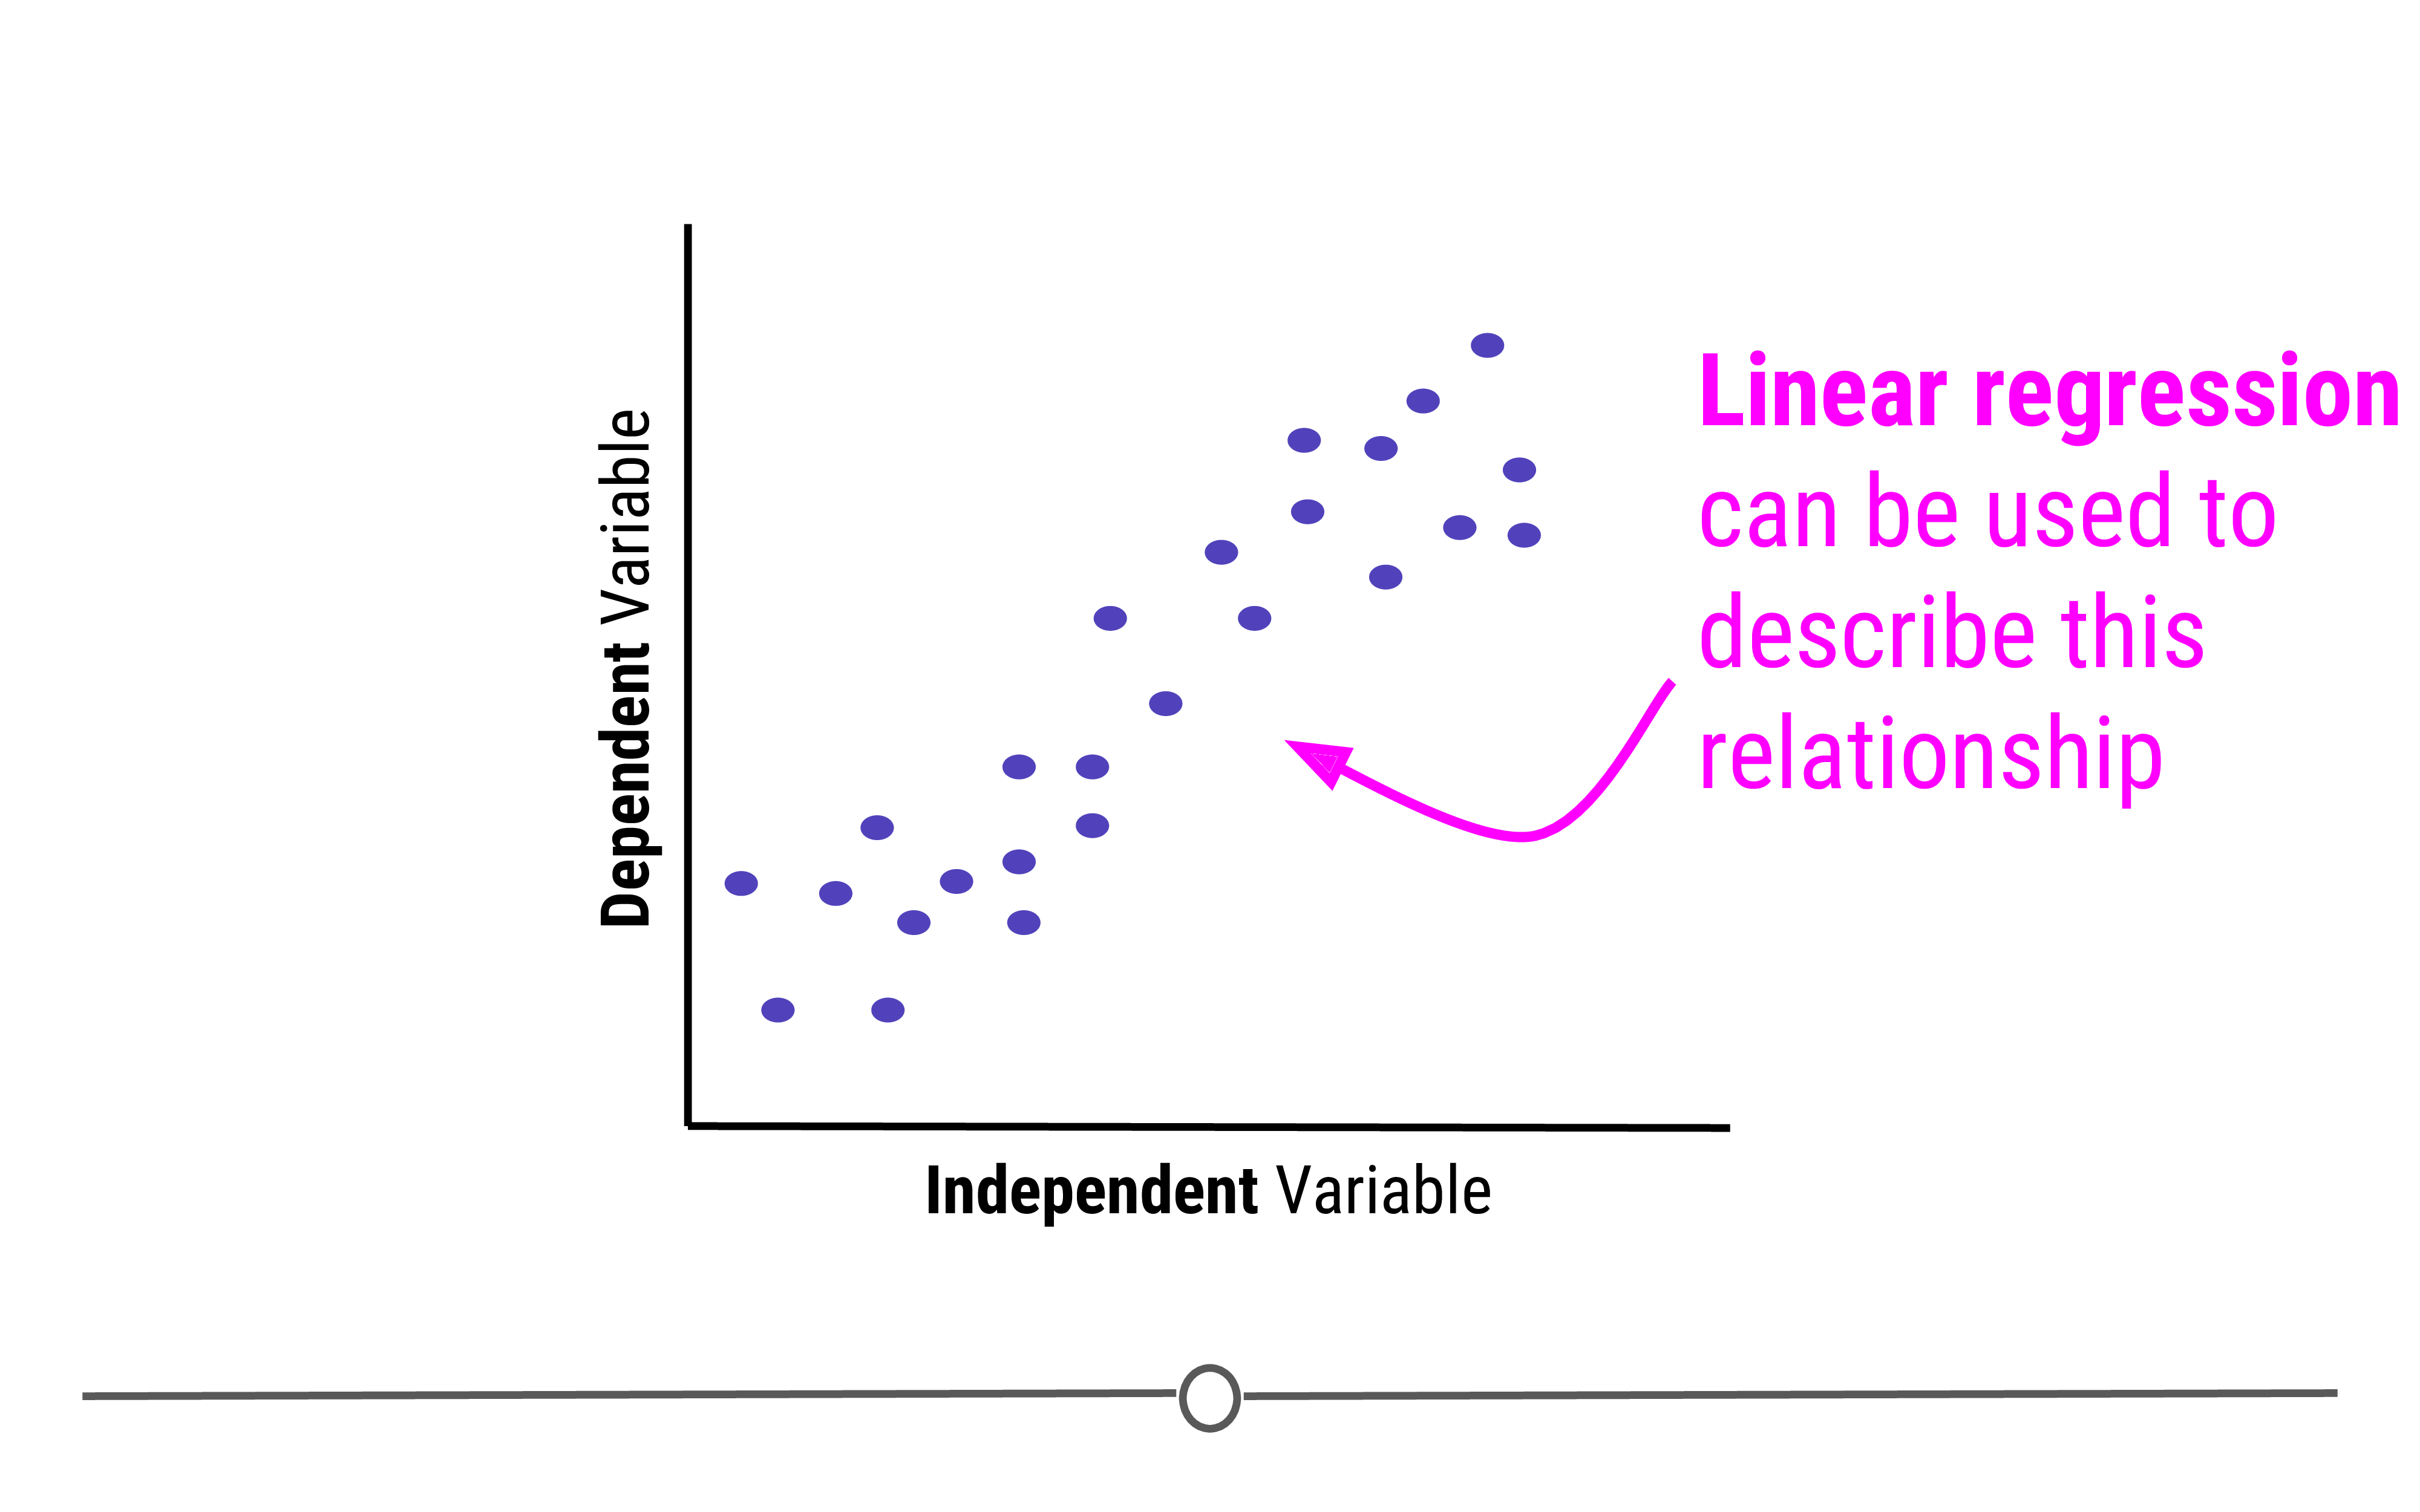 Dependent Variable
Linear regression
can be used to
describe this
relationship
Independent Variable